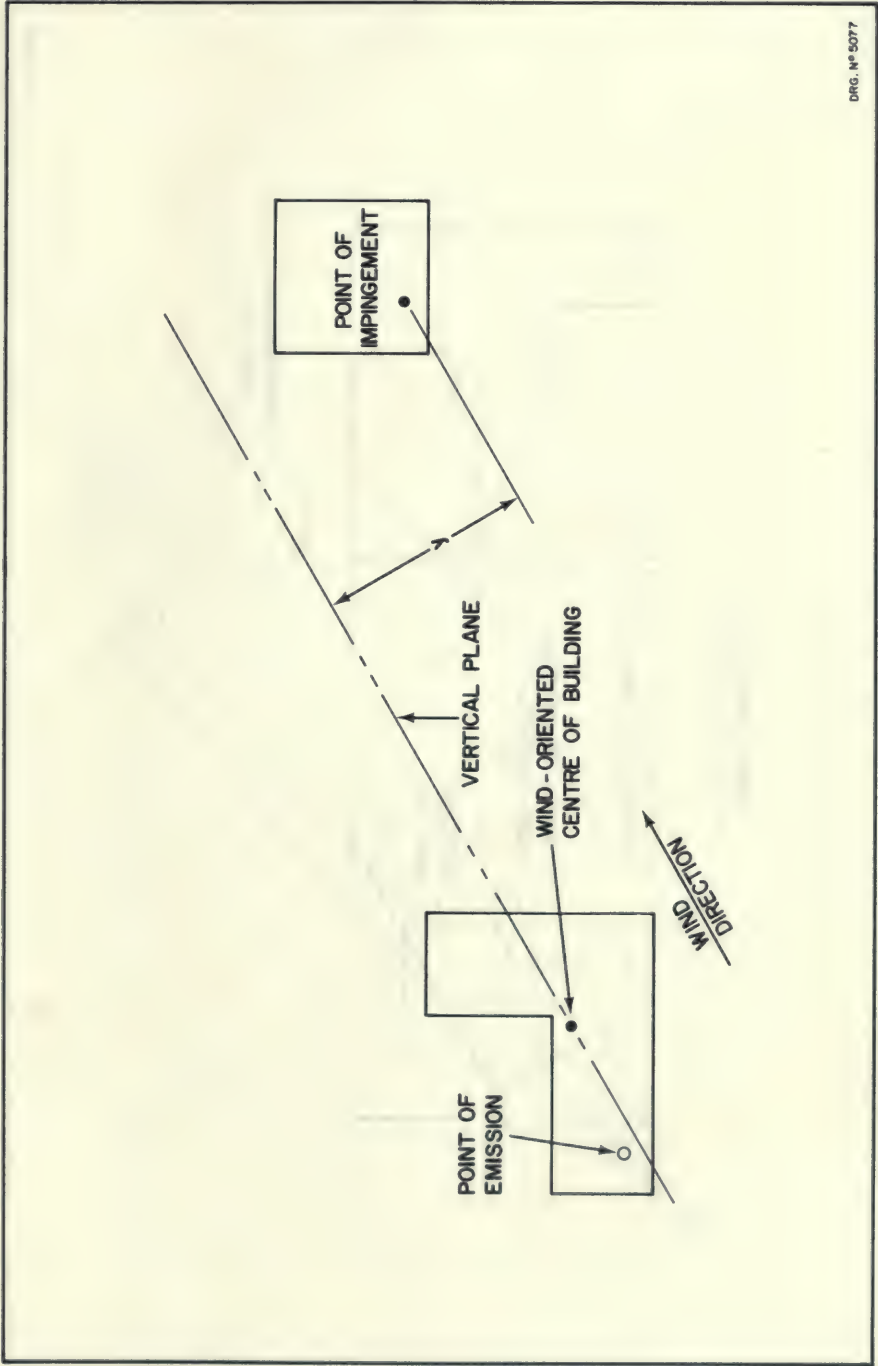 POINT OF
IMPINGEMENT
y
VERTICAL PLANE
WIND-ORIENTED
CENTRE OF BUILDING
WIND
DIRECTION
POINT OF
EMISSION
DRG. Nº 5077